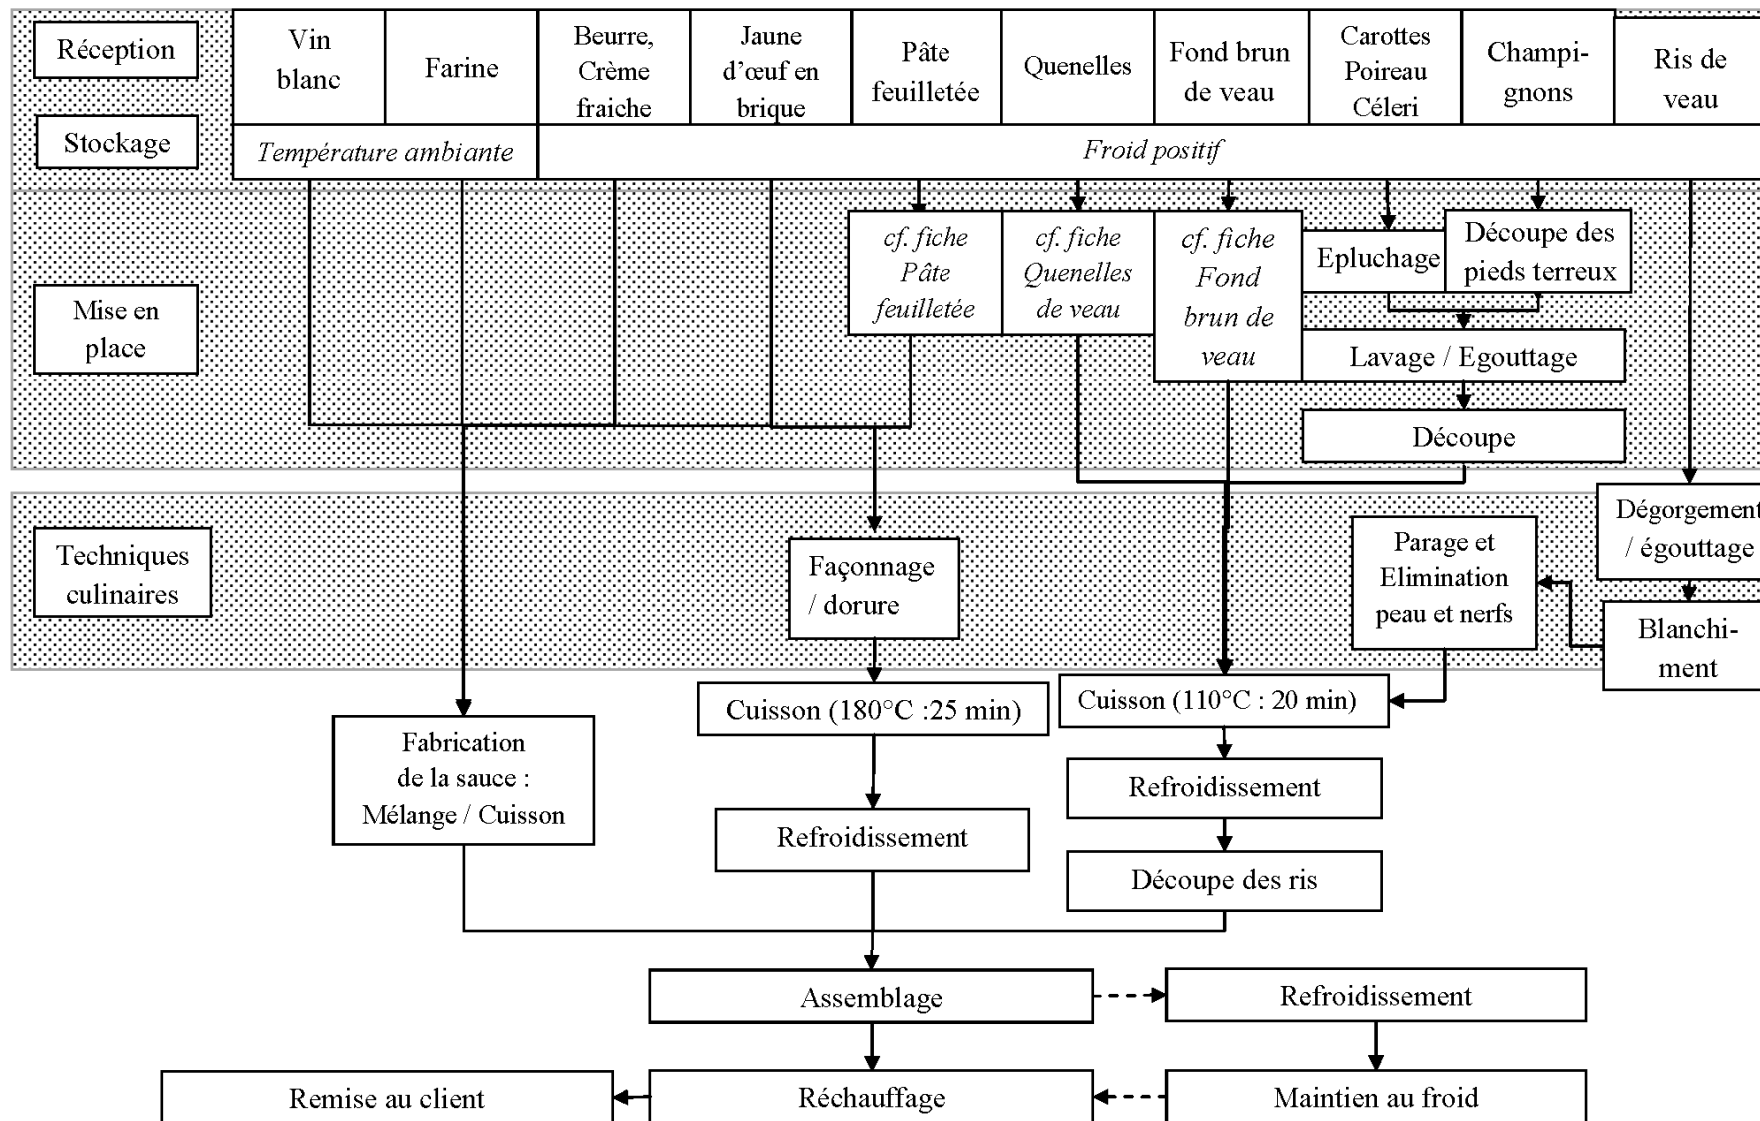 Réception
Vin
blanc
Farine
Beurre,
Crème
fraiche
Jaune
d'œuf en
brique
Pâte
feuilletée
Quenelles
Fond brun
de veau
Carottes
Poireau
Céleri
Champi-
gnons
Ris de
veau
Stockage
Température ambiante
Froid positif
Mise en
place
cf. fiche
Pâte
feuilletée
cf. fiche
Quenelles
de veau
cf. fiche
Fond
brun de
veau
Epluchage
Découpe des
pieds terreux
Lavage / Egouttage
Découpe
Techniques
culinaires
Façonnage
/ dorure
Parage et
Elimination
peau et nerfs
Dégorgement
/ égouttage
Blanchi-
ment
Cuisson (180°C :25 min)
Cuisson (110°C : 20 min)
Fabrication
de la sauce :
Mélange / Cuisson
Refroidissement
Refroidissement
Découpe des ris
Assemblage
Refroidissement
Remise au client
Réchauffage
Maintien au froid